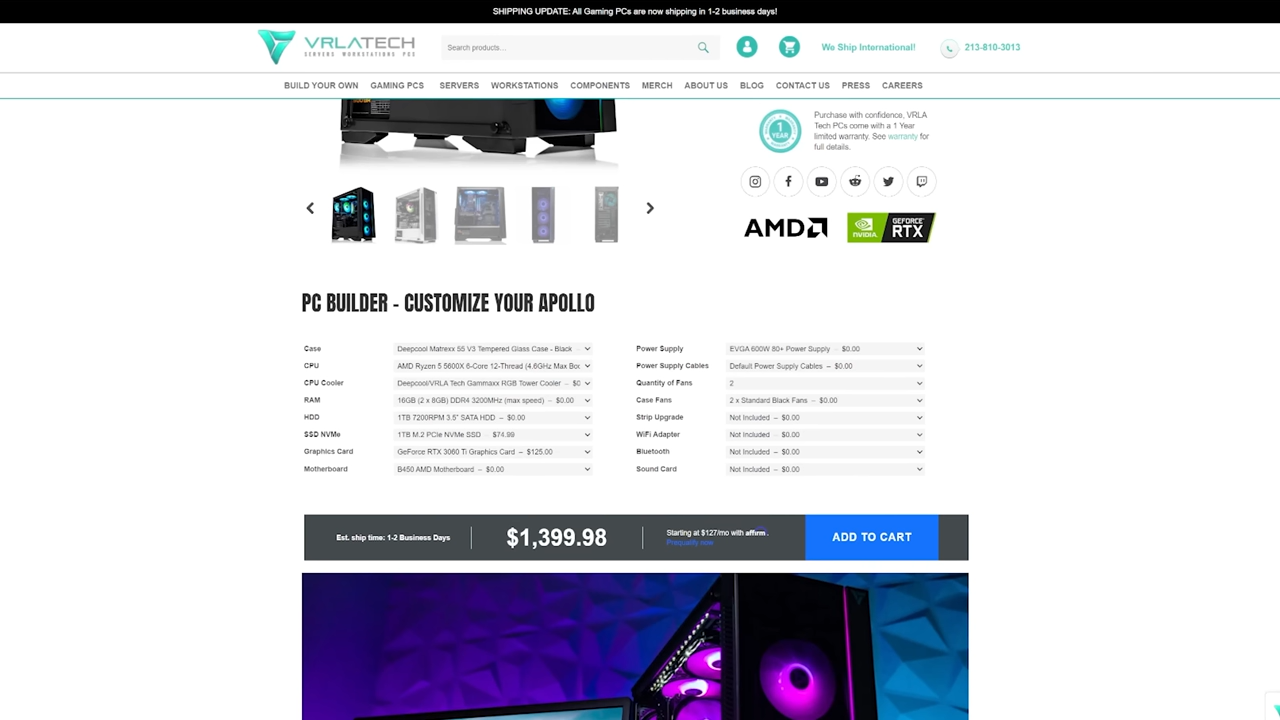 SHIPPING UPDATE: All Gaming PCs are now shipping in 1-2 business days!
VRLATECH
SERVERS WORKSTATIONS PCS
Search products...
We Ship International!
213-810-3013
BUILD YOUR OWN
GAMING PCS
SERVERS
WORKSTATIONS
COMPONENTS
MERCH
ABOUT US
BLOG
CONTACT US
PRESS
CAREERS
1
YEAR
Purchase with confidence, VRLA
Tech PCs come with a 1 Year
limited warranty. See warranty for
full details.
AMD
NVIDIA
GEFORCE
RTX
PC BUILDER - CUSTOMIZE YOUR APOLLO
Case Deepcool Matrexx 55 V3 Tempered Glass Case - Black
CPU AMD Ryzen 5 5600X 6-Core 12-Thread (4.6GHz Max Boo
CPU Cooler Deepcool/VRLA Tech Gammaxx RGB Tower Cooler – $0
RAM 16GB (2 x 8GB) DDR4 3200MHz (max speed) – $0.00
HDD 1TB 7200RPM 3.5" SATA HDD – $0.00
SSD NVMe 1TB M.2 PCIe NVMe SSD – $74.99
Graphics Card GeForce RTX 3060 Ti Graphics Card – $125.00
Motherboard B450 AMD Motherboard – $0.00
Power Supply EVGA 600W 80+ Power Supply – $0.00
Power Supply Cables Default Power Supply Cables – $0.00
Quantity of Fans 2
Case Fans 2 x Standard Black Fans – $0.00
Strip Upgrade Not Included – $0.00
WiFi Adapter Not Included – $0.00
Bluetooth Not Included – $0.00
Sound Card Not Included – $0.00
Est. ship time: 1-2 Business Days
$1,399.98
Starting at $127/mo with affirm.
Prequalify now
ADD TO CART